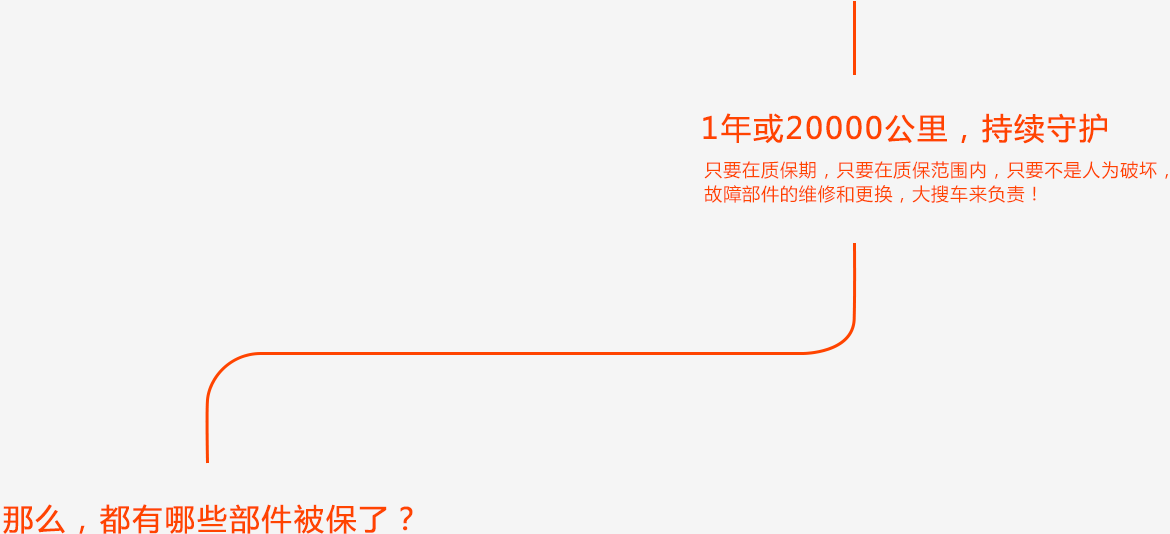 1年或20000公里，持续守护
只要在质保期，只要在质保范围内，只要不是人为破坏，
故障部件的维修和更换，大搜车来负责！
那么，都有哪些部件被保了？